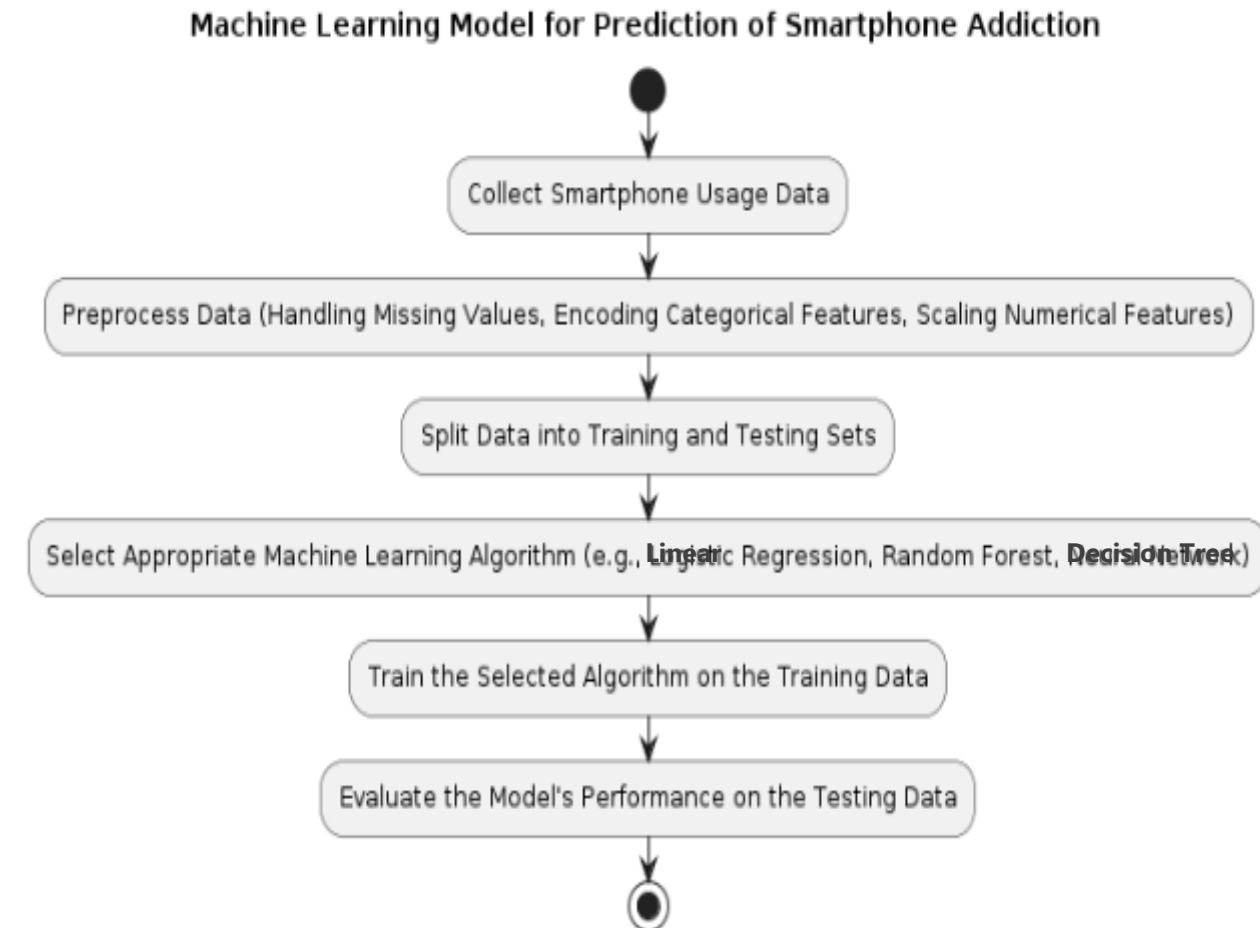 Machine Learning Model for Prediction of Smartphone Addiction
Collect Smartphone Usage Data
Preprocess Data (Handling Missing Values, Encoding Categorical Features, Scaling Numerical Features)
Split Data into Training and Testing Sets
Select Appropriate Machine Learning Algorithm (e.g., Linear Regression, Random Forest, Decision Tree)
Train the Selected Algorithm on the Training Data
Evaluate the Model's Performance on the Testing Data